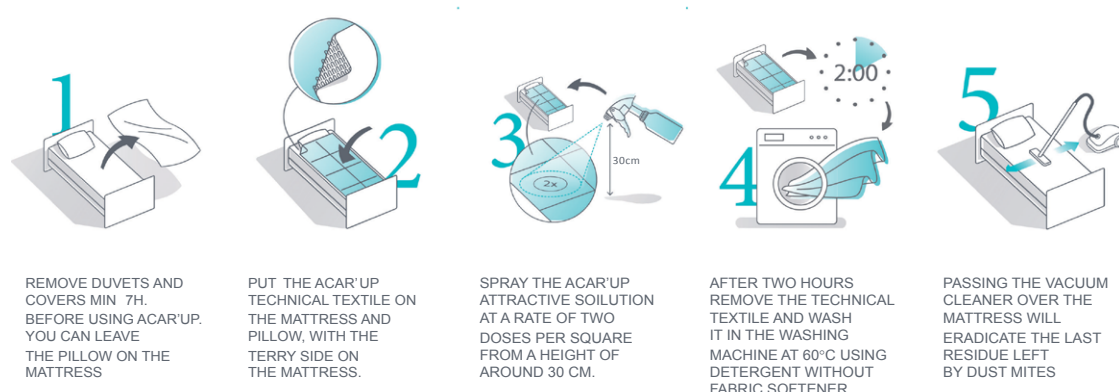 1
REMOVE DUVETS AND
COVERS MIN 7H.
BEFORE USING ACAR'UP.
YOU CAN LEAVE
THE PILLOW ON THE
MATTRESS
2
PUT THE ACAR'UP
TECHNICAL TEXTILE ON
THE MATTRESS AND
PILLOW, WITH THE
TERRY SIDE ON
THE MATTRESS.
3
30cm
2x
SPRAY THE ACAR'UP
ATTRACTIVE SOILUTION
AT A RATE OF TWO
DOSES PER SQUARE
FROM A HEIGHT OF
AROUND 30 CM.
2:00
4
AFTER TWO HOURS
REMOVE THE TECHNICAL
TEXTILE AND WASH
IT IN THE WASHING
MACHINE AT 60°C USING
DETERGENT WITHOUT
FABRIC SOFTENER
5
PASSING THE VACUUM
CLEANER OVER THE
MATTRESS WILL
ERADICATE THE LAST
RESIDUE LEFT
BY DUST MITES